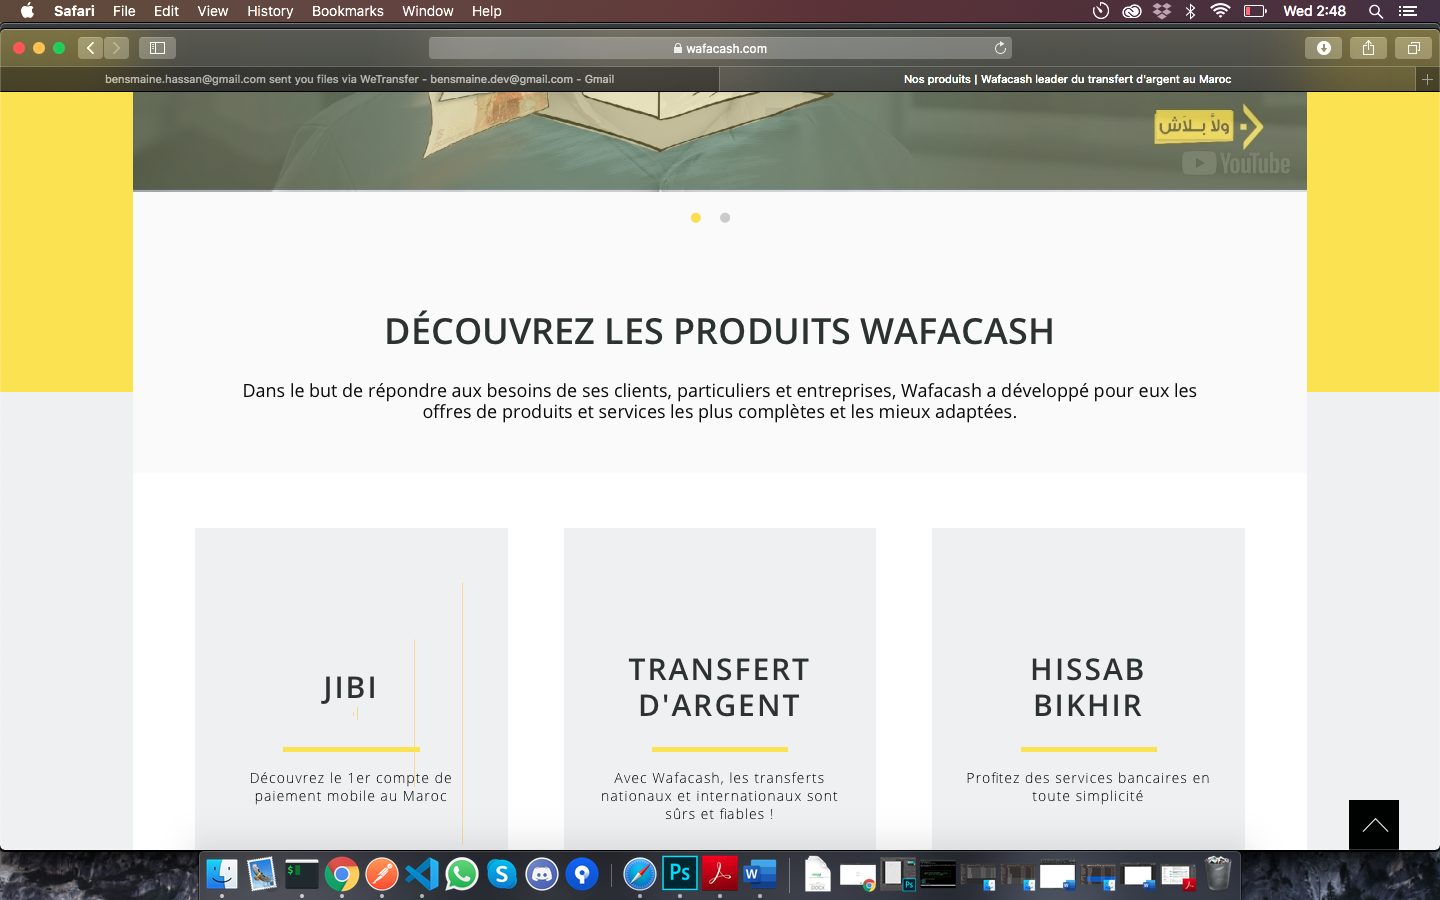 Safari File Edit View History Bookmarks Window Help Wed 2:48
wafacash.com
bensmaine.hassan@gmail.com sent you files via WeTransfer - bensmaine.dev@gmail.com - Gmail
Nos produits | Wafacash leader du transfert d'argent au Maroc
ولاّ بـلاَش
YouTube
DÉCOUVREZ LES PRODUITS WAFACASH
Dans le but de répondre aux besoins de ses clients, particuliers et entreprises, Wafacash a développé pour eux les
offres de produits et services les plus complètes et les mieux adaptées.
JIBI
Découvrez le 1er compte de
paiement mobile au Maroc
TRANSFERT
D'ARGENT
Avec Wafacash, les transferts
nationaux et internationaux sont
sûrs et fiables !
HISSAB
BIKHIR
Profitez des services bancaires en
toute simplicité
Ps
W
DOCX